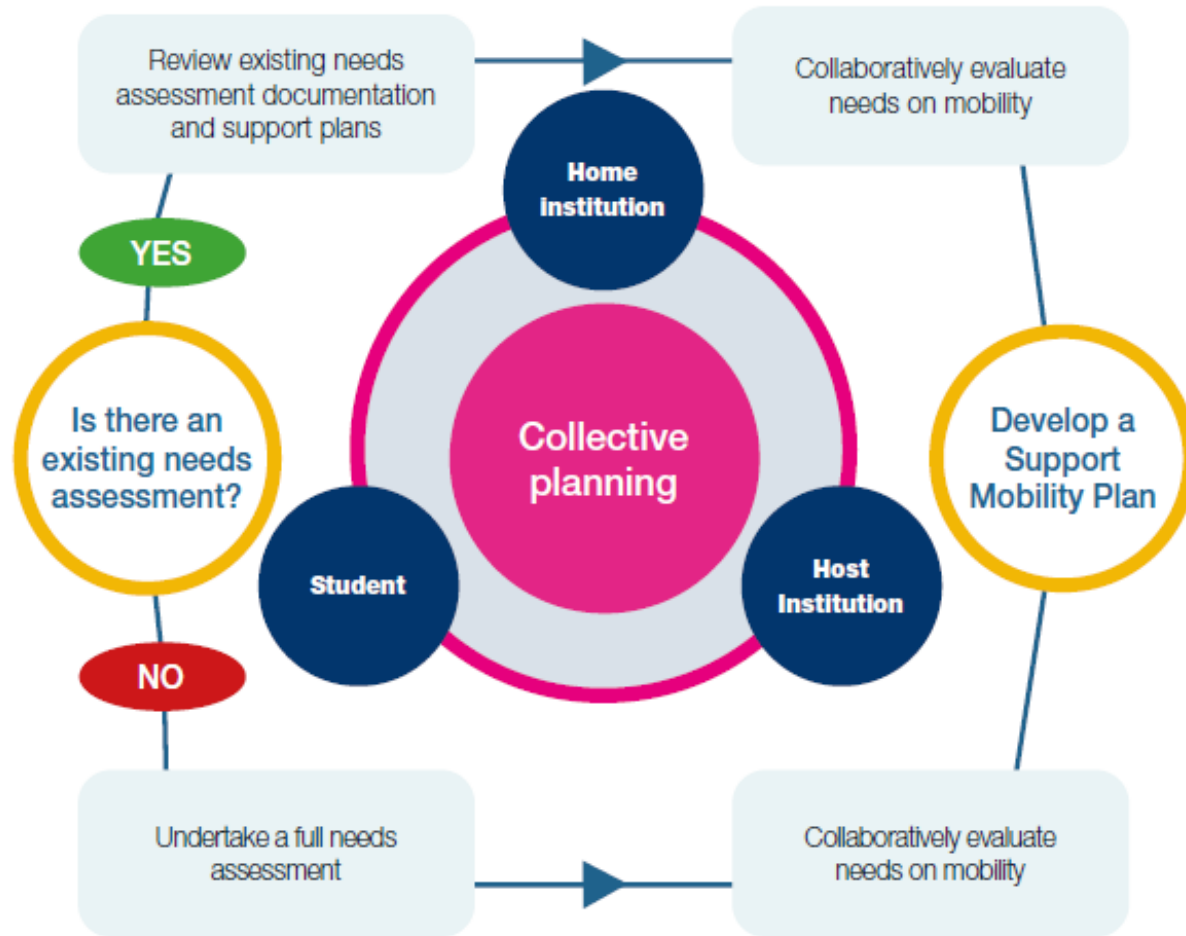 Review existing needs
assessment documentation
and support plans
Collaboratively evaluate
needs on mobility
Home
institution
YES
Is there an
existing needs
assessment?
Collective
planning
Develop a
Support
Mobility Plan
Student
Host
Institution
NO
Undertake a full needs
assessment
Collaboratively evaluate
needs on mobility